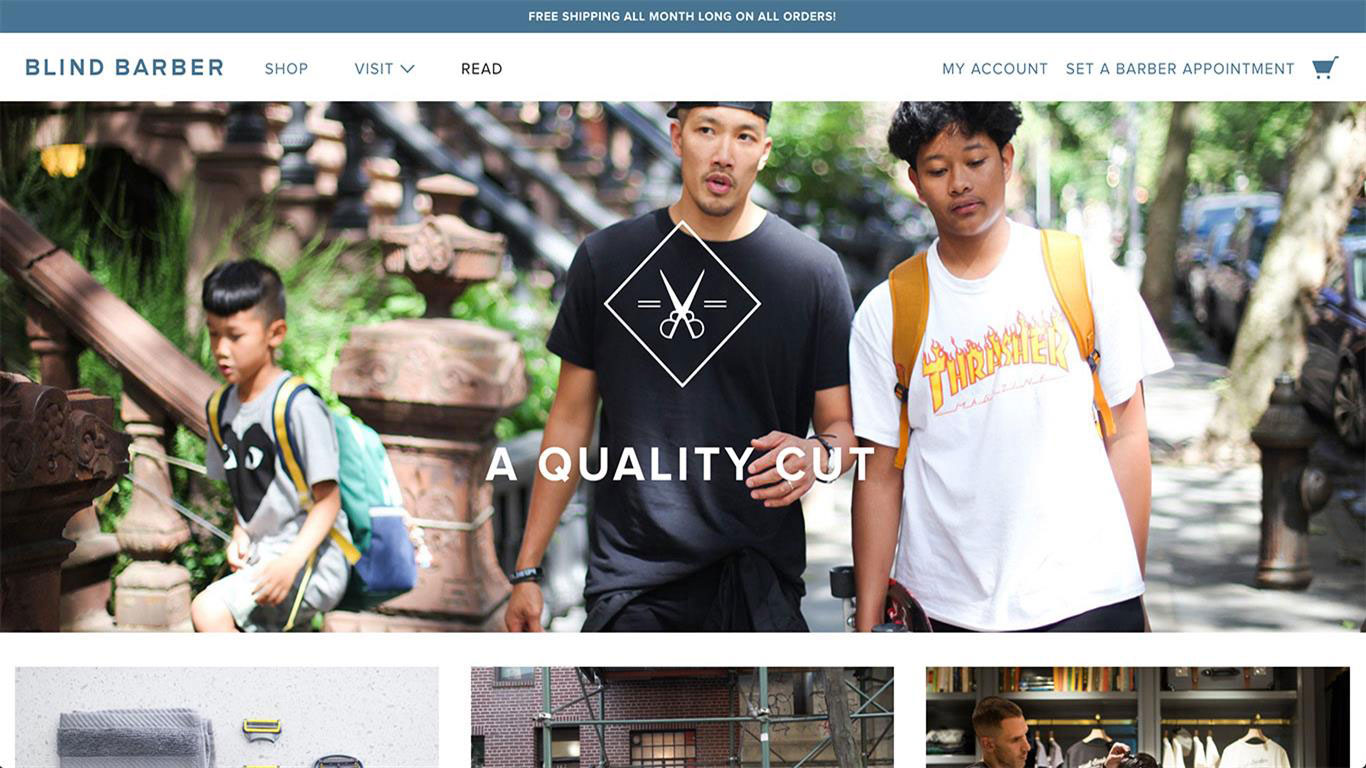 FREE SHIPPING ALL MONTH LONG ON ALL ORDERS!
BLIND BARBER SHOP VISIT READ MY ACCOUNT SET A BARBER APPOINTMENT
THRASHER
MAGAZINE
A QUALITY CUT